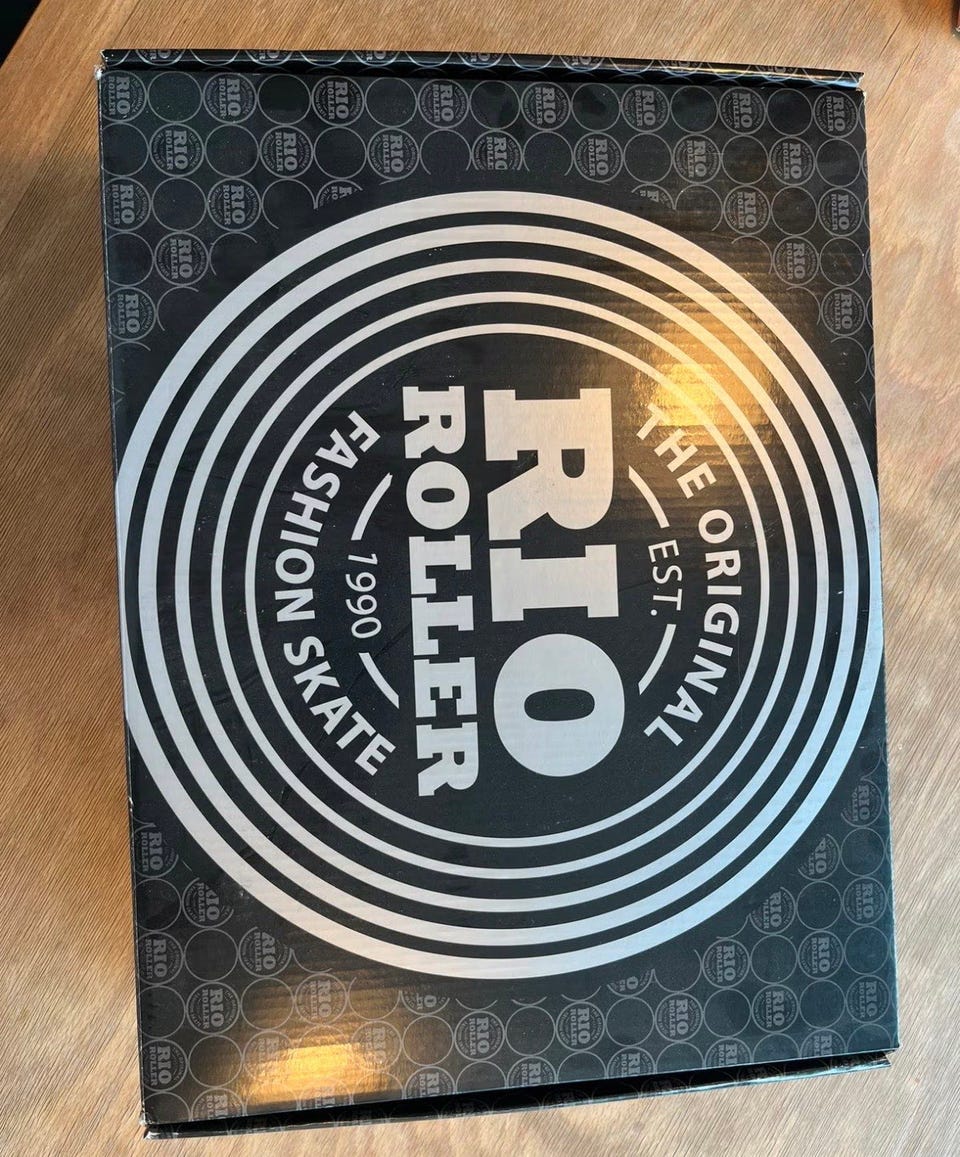 THE ORIGINAL
EST.
RIO
ROLLER
1990
FASHION SKATE